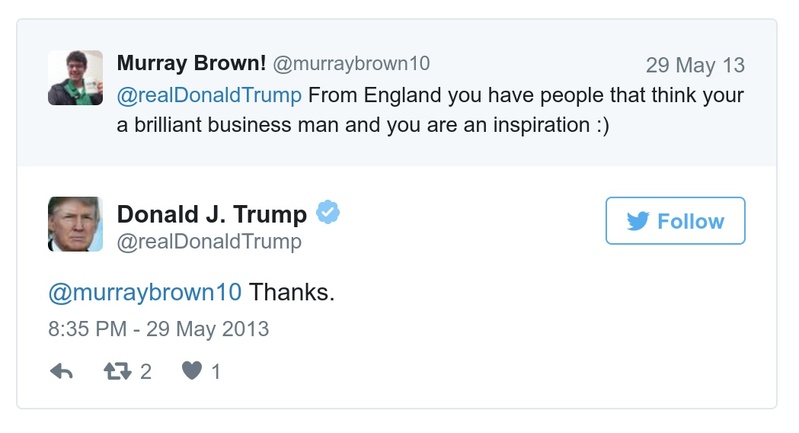 Murray Brown! @murraybrown10 29 May 13
@realDonaldTrump From England you have people that think your
a brilliant business man and you are an inspiration :)
Donald J. Trump
@realDonaldTrump
Follow
@murraybrown10 Thanks.
8:35 PM - 29 May 2013
2 1